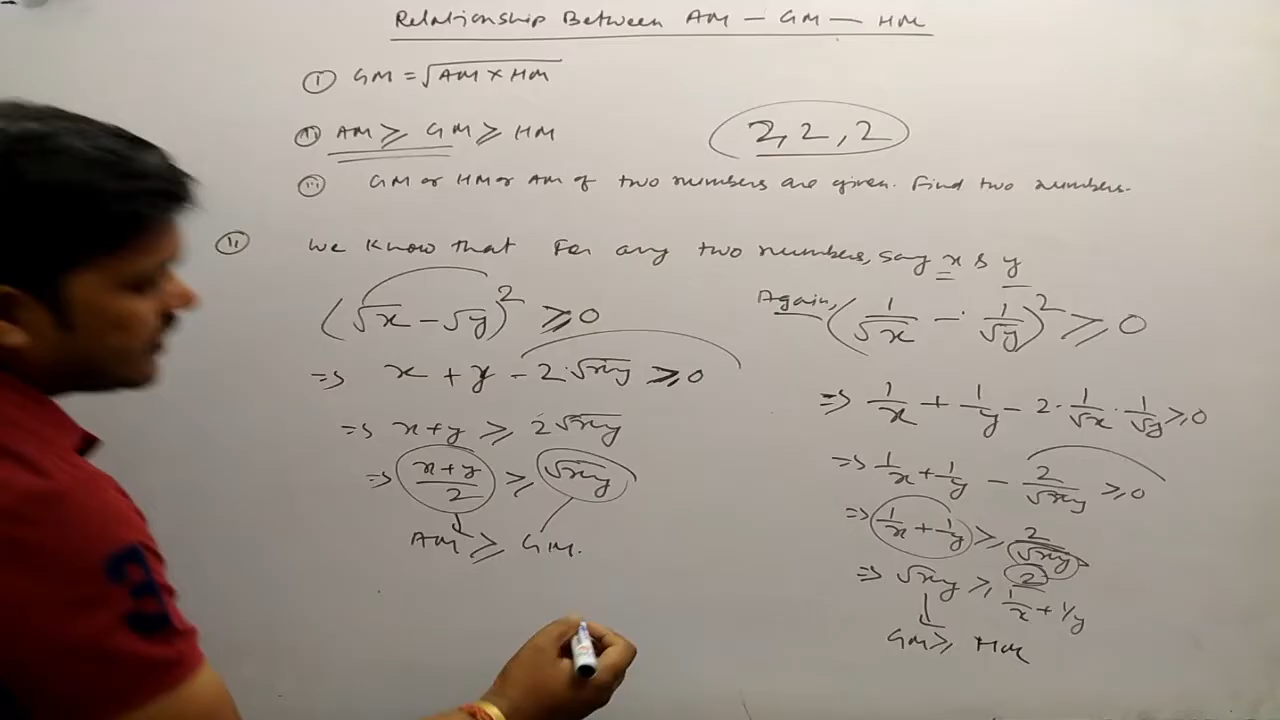 Relationship Between AM – GM – HM
(i) GM = √(AM × HM)
(ii) AM ≥ GM ≥ HM
2, 2, 2
(iii) GM or HM or AM of two numbers are given. Find two numbers.
(ii) We know that for any two numbers, say x & y
(√x – √y)² ≥ 0
⇒ x + y – 2·√xy ≥ 0
⇒ x+y ≥ 2√xy
⇒ (x+y)/2 ≥ √xy
AM ≥ GM.
Again, (1/√x – 1/√y)² ≥ 0
⇒ 1/x + 1/y – 2·1/√x·1/√y ≥ 0
⇒ 1/x + 1/y – 2/√xy ≥ 0
⇒ 1/x + 1/y ≥ 2/√xy
⇒ √xy ≥ 2/(1/x + 1/y)
GM ≥ HM
3